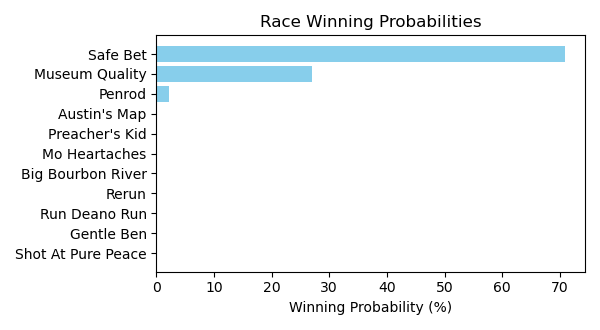 Race Winning Probabilities
Safe Bet
Museum Quality
Penrod
Austin's Map
Preacher's Kid
Mo Heartaches
Big Bourbon River
Rerun
Run Deano Run
Gentle Ben
Shot At Pure Peace
0 10 20 30 40 50 60 70
Winning Probability (%)